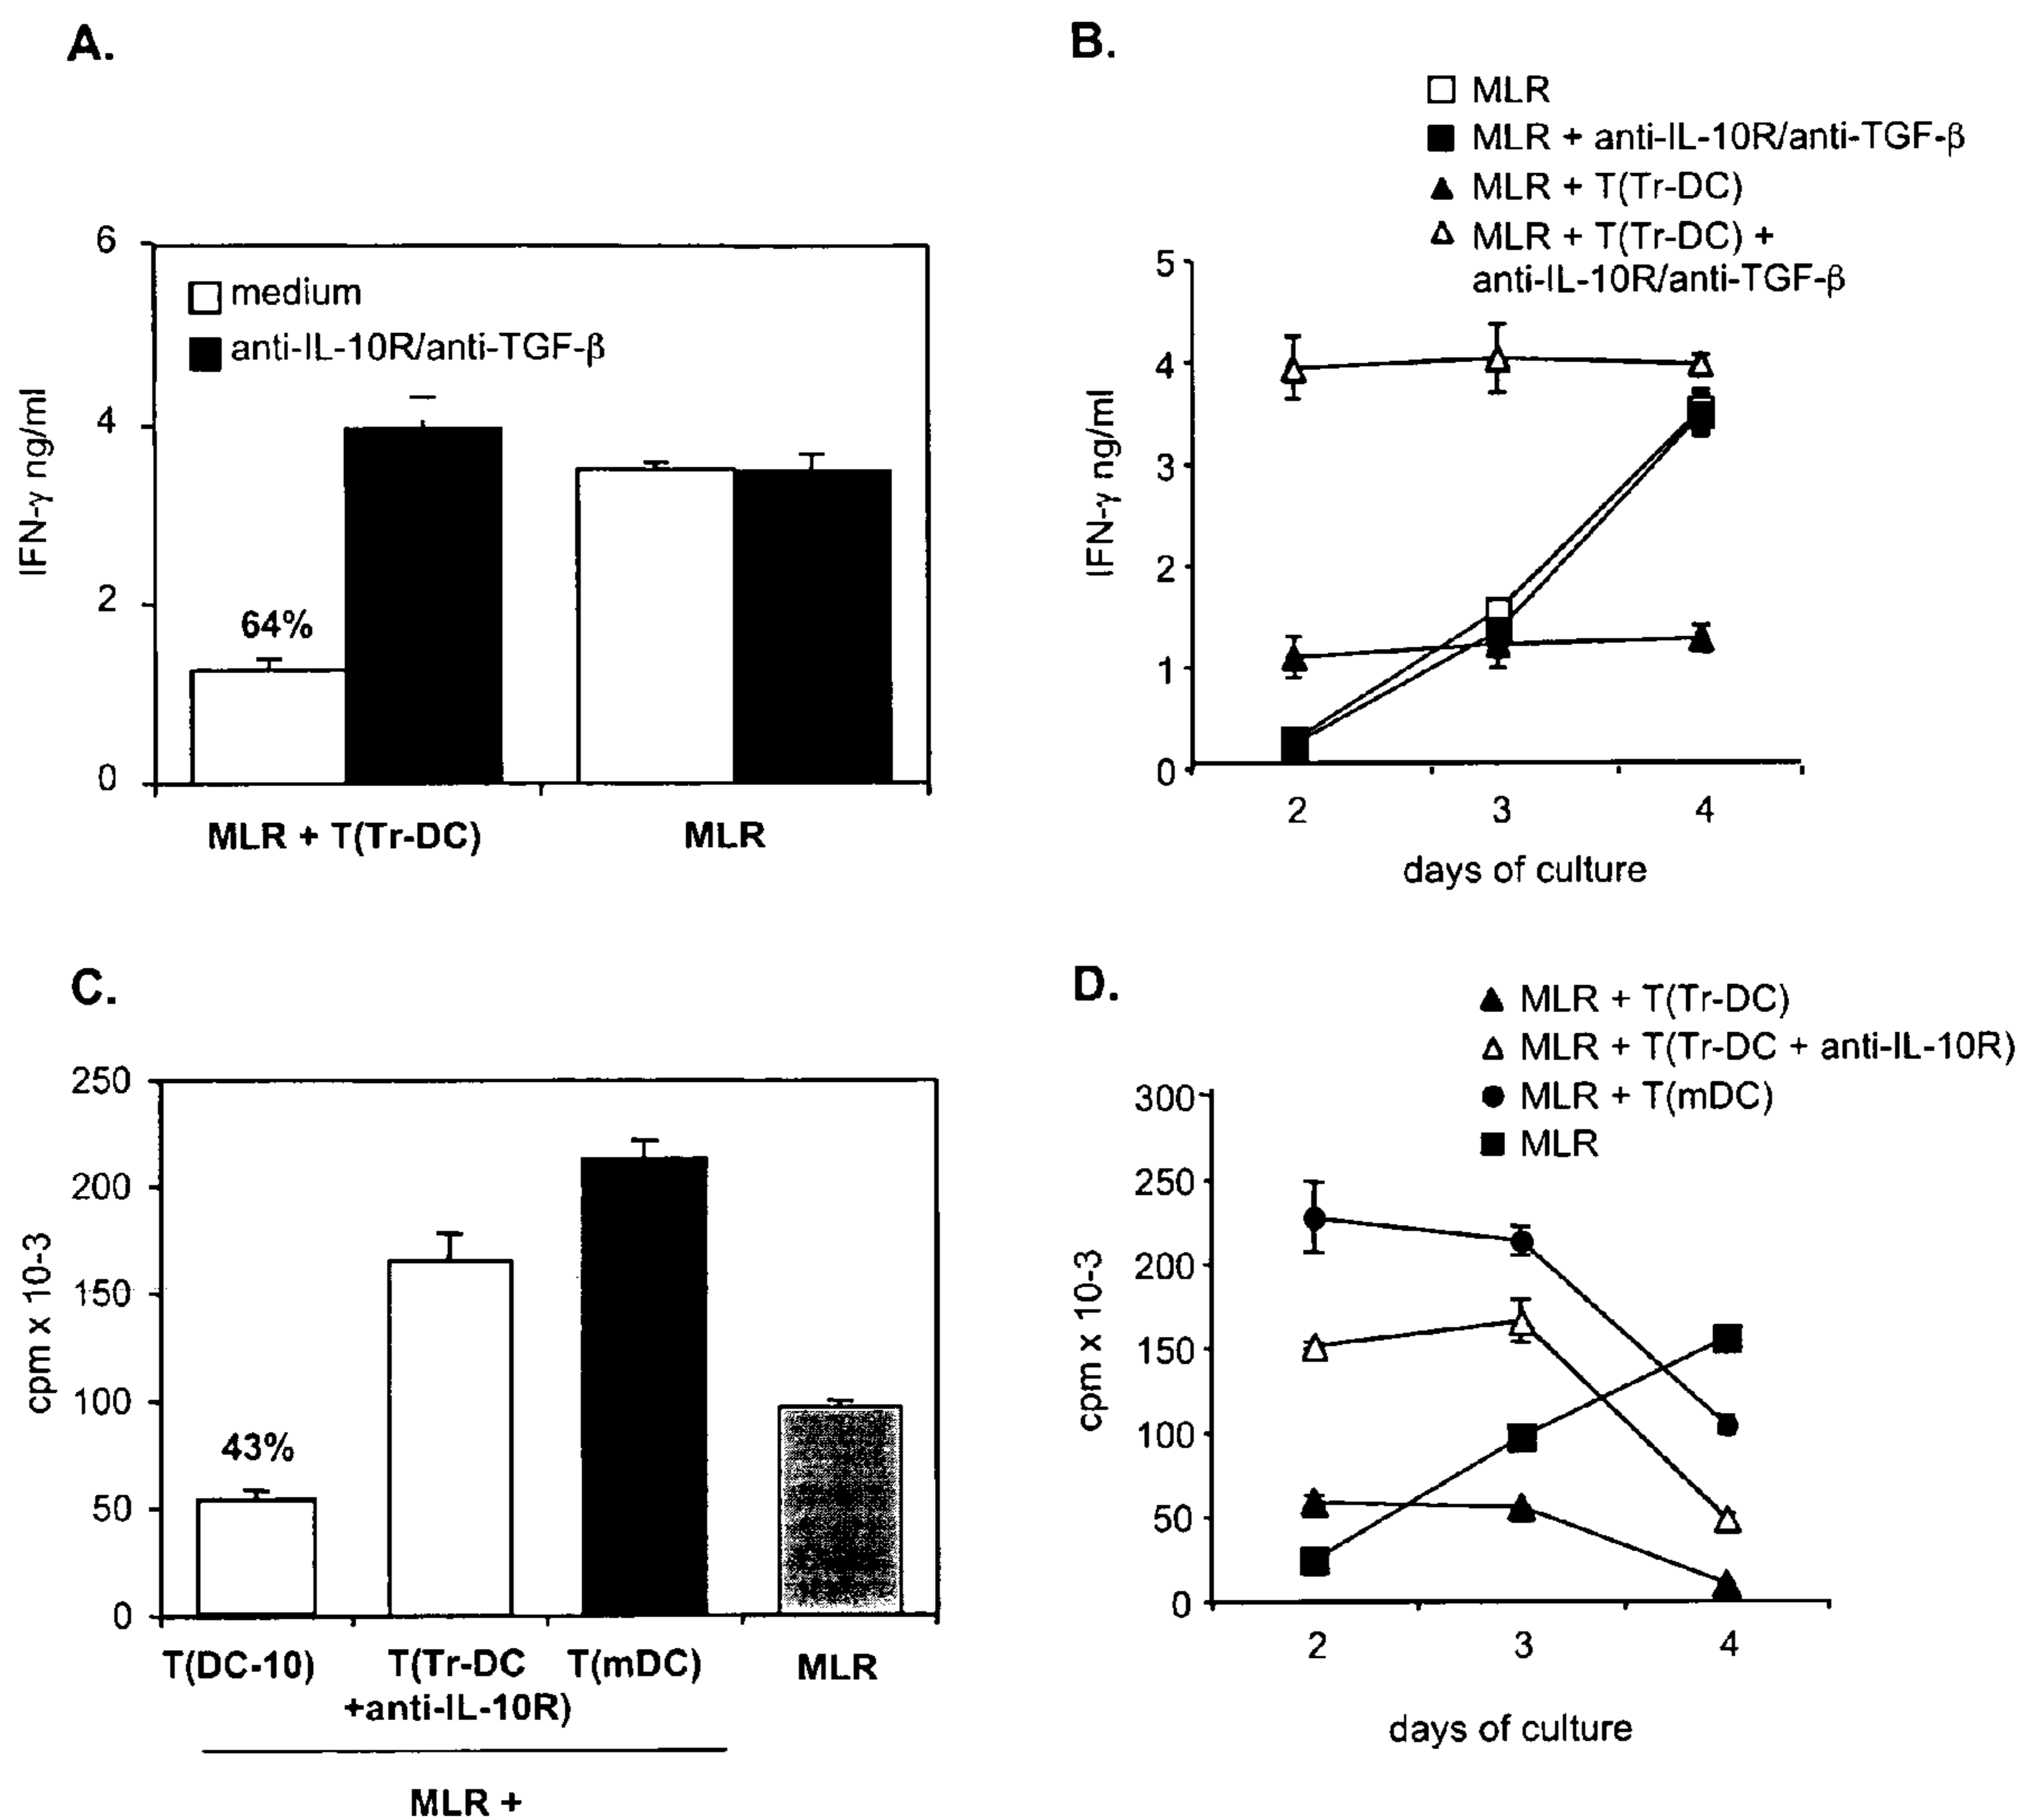 A.
6
4
2
0
IFN-γ ng/ml
medium
anti-IL-10R/anti-TGF-β
64%
MLR + T(Tr-DC)
MLR
B.
MLR
MLR + anti-IL-10R/anti-TGF-β
MLR + T(Tr-DC)
MLR + T(Tr-DC) +
anti-IL-10R/anti-TGF-β
5
4
3
2
1
0
IFN-γ ng/ml
2 3 4
days of culture
C.
250
200
150
100
50
0
cpm x 10-3
43%
T(DC-10) T(Tr-DC T(mDC) MLR
+anti-IL-10R)
MLR +
D.
MLR + T(Tr-DC)
MLR + T(Tr-DC + anti-IL-10R)
MLR + T(mDC)
MLR
300
250
200
150
100
50
0
cpm x 10-3
2 3 4
days of culture